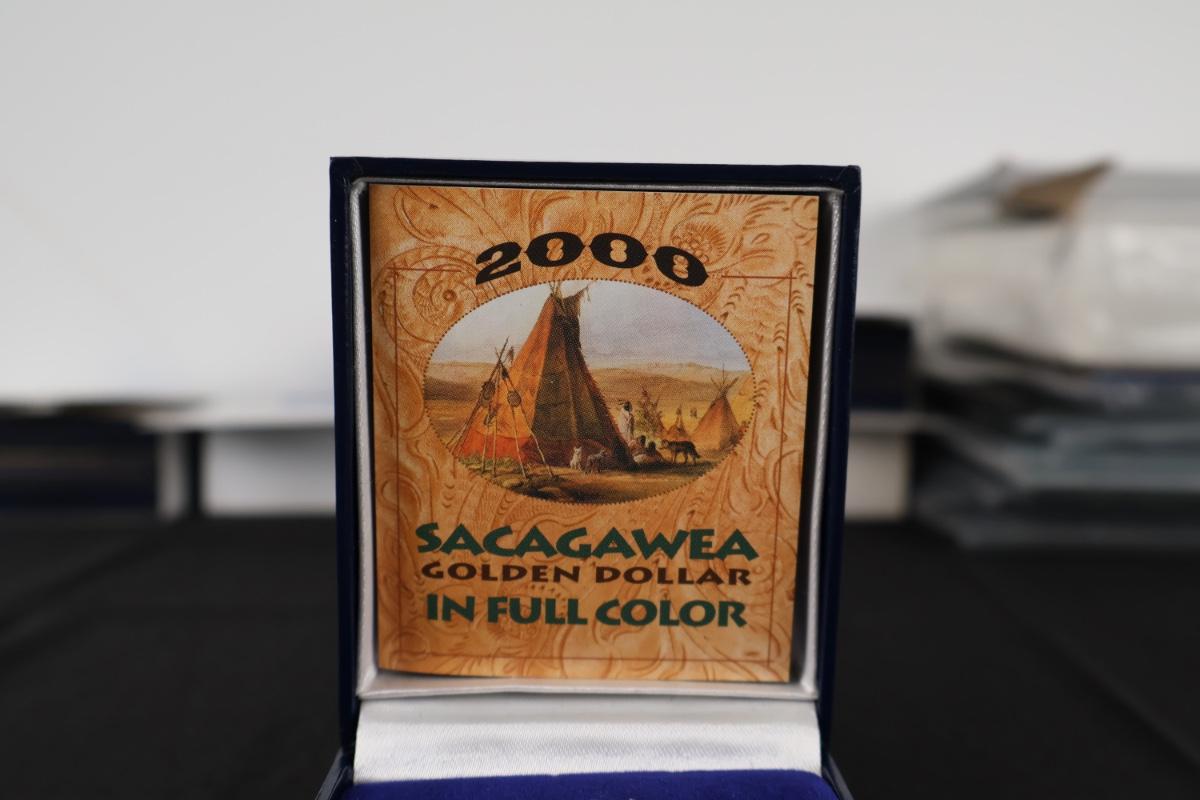 2000
SACAGAWEA
GOLDEN DOLLAR
IN FULL COLOR